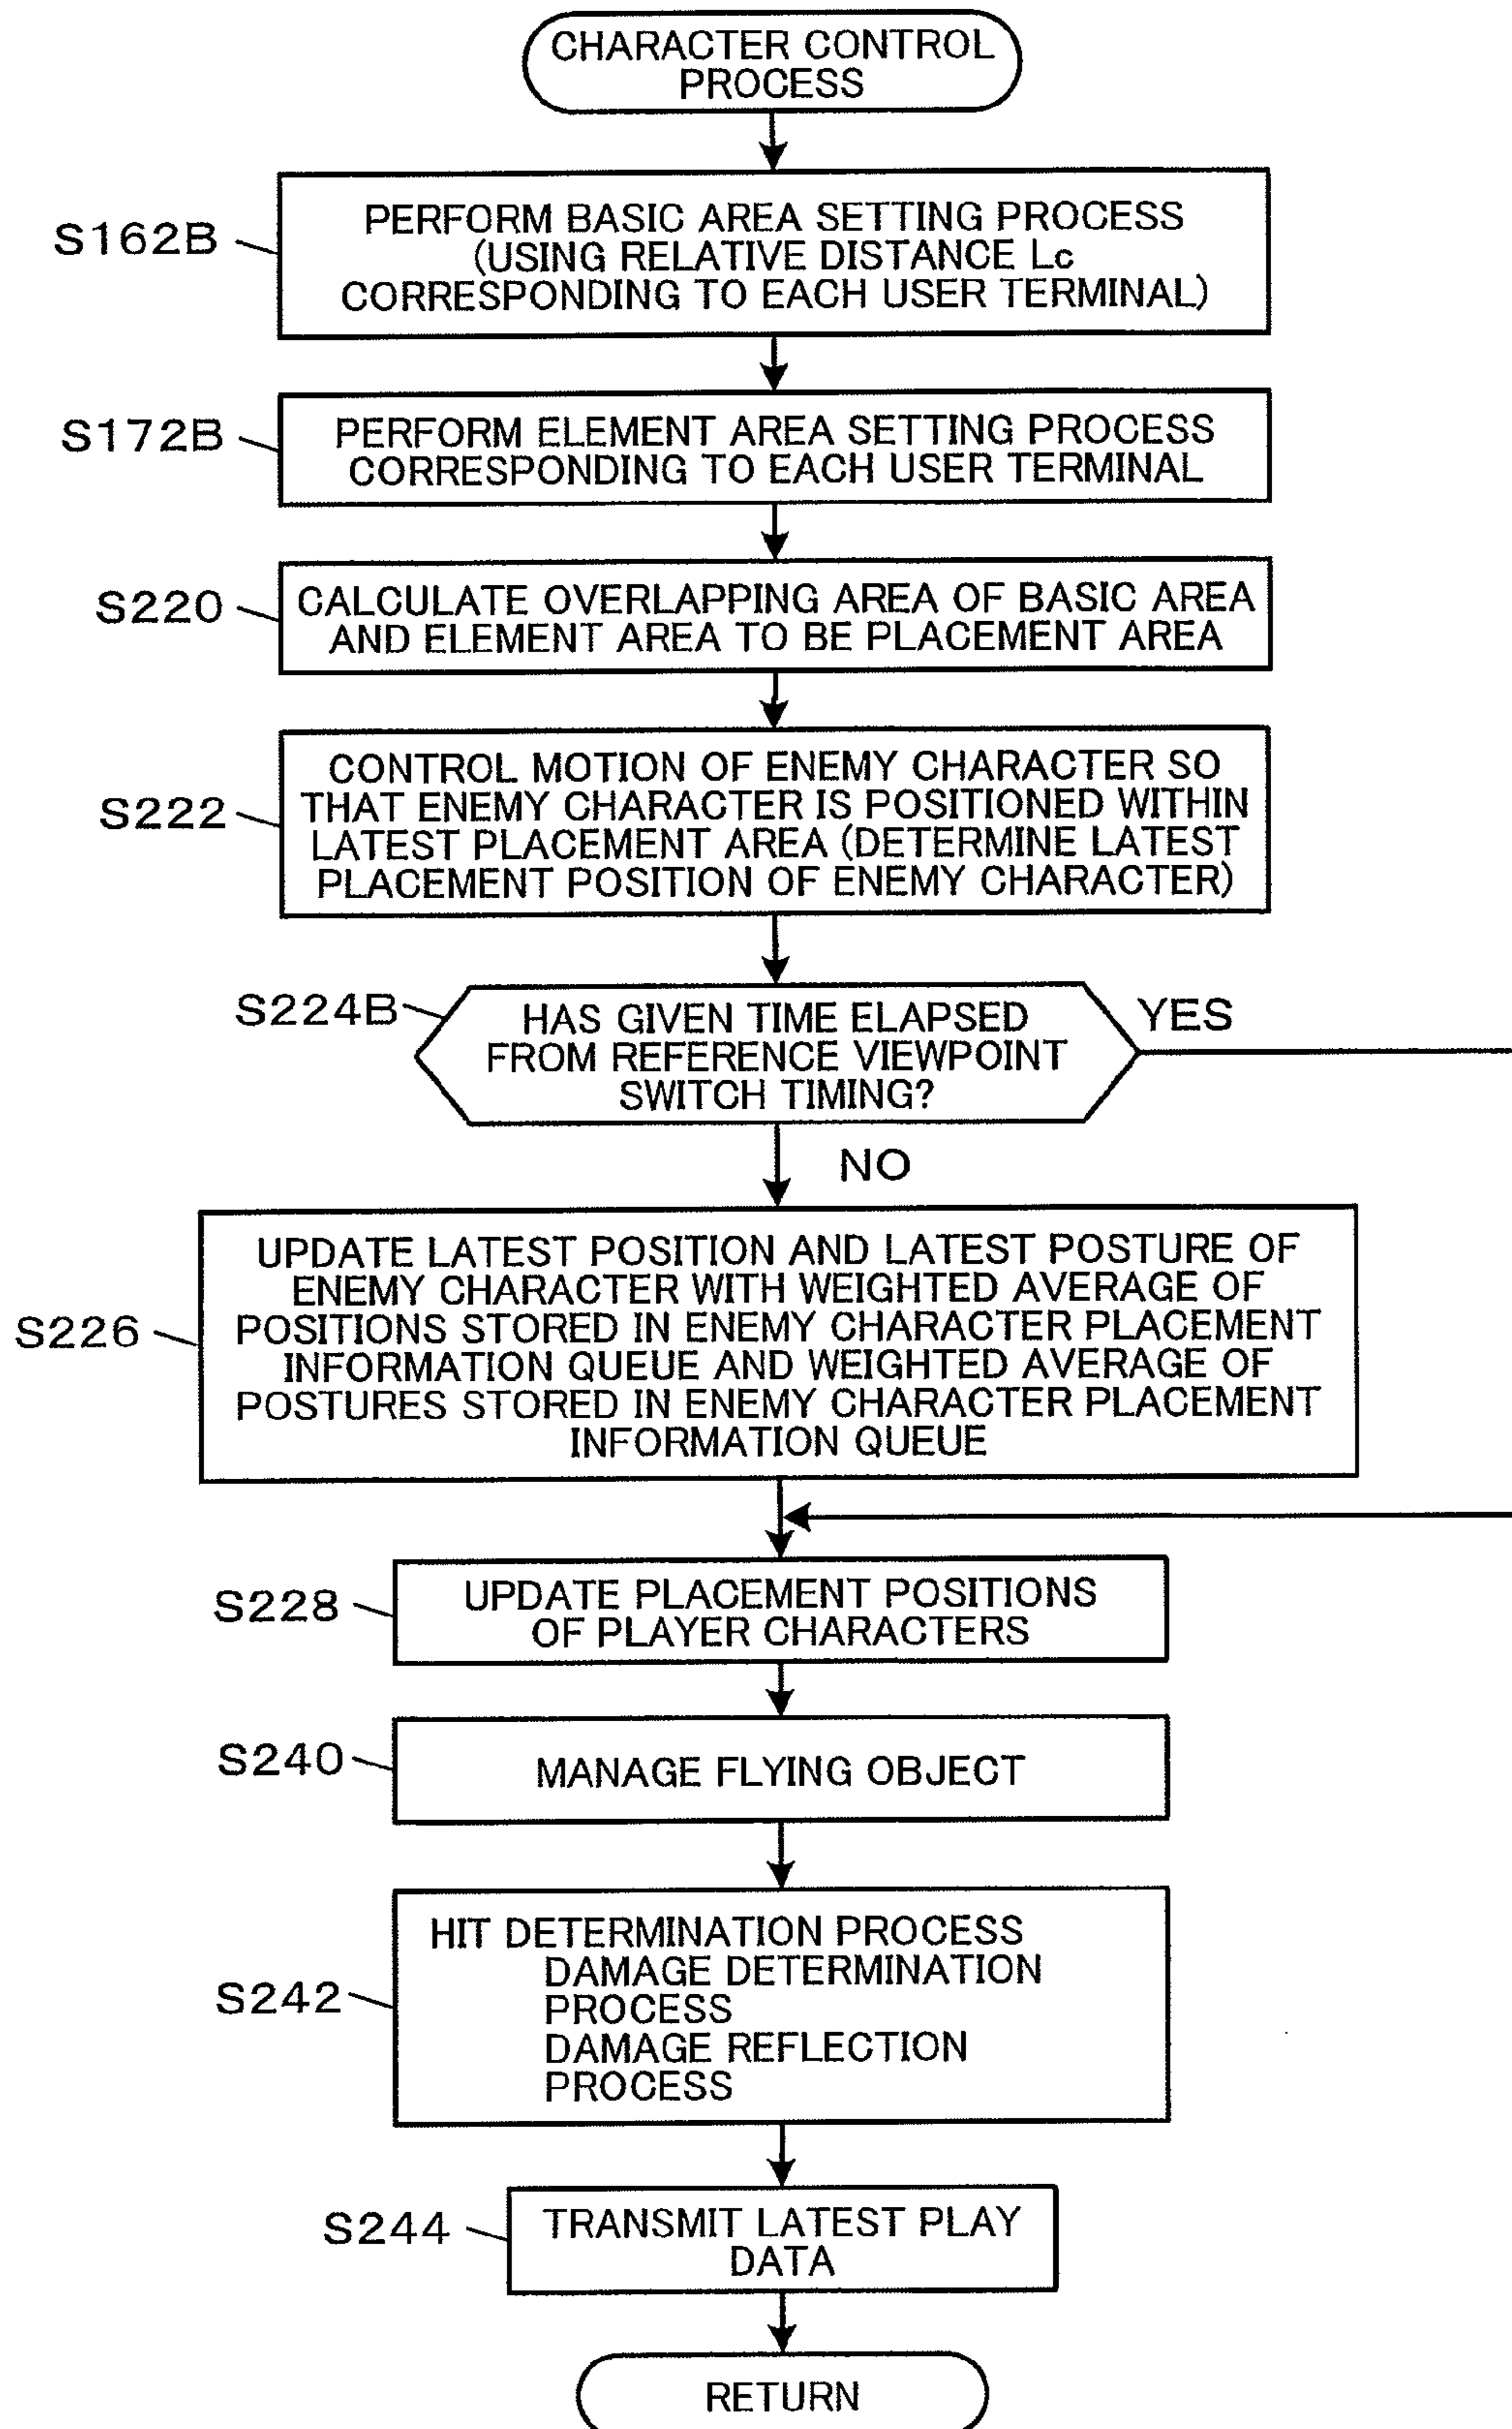 CHARACTER CONTROL
PROCESS
S162B
PERFORM BASIC AREA SETTING PROCESS
(USING RELATIVE DISTANCE Lc
CORRESPONDING TO EACH USER TERMINAL)
S172B
PERFORM ELEMENT AREA SETTING PROCESS
CORRESPONDING TO EACH USER TERMINAL
S220
CALCULATE OVERLAPPING AREA OF BASIC AREA
AND ELEMENT AREA TO BE PLACEMENT AREA
S222
CONTROL MOTION OF ENEMY CHARACTER SO
THAT ENEMY CHARACTER IS POSITIONED WITHIN
LATEST PLACEMENT AREA (DETERMINE LATEST
PLACEMENT POSITION OF ENEMY CHARACTER)
S224B
HAS GIVEN TIME ELAPSED
FROM REFERENCE VIEWPOINT
SWITCH TIMING?
YES
NO
S226
UPDATE LATEST POSITION AND LATEST POSTURE OF
ENEMY CHARACTER WITH WEIGHTED AVERAGE OF
POSITIONS STORED IN ENEMY CHARACTER PLACEMENT
INFORMATION QUEUE AND WEIGHTED AVERAGE OF
POSTURES STORED IN ENEMY CHARACTER PLACEMENT
INFORMATION QUEUE
S228
UPDATE PLACEMENT POSITIONS
OF PLAYER CHARACTERS
S240
MANAGE FLYING OBJECT
S242
HIT DETERMINATION PROCESS
DAMAGE DETERMINATION
PROCESS
DAMAGE REFLECTION
PROCESS
S244
TRANSMIT LATEST PLAY
DATA
RETURN